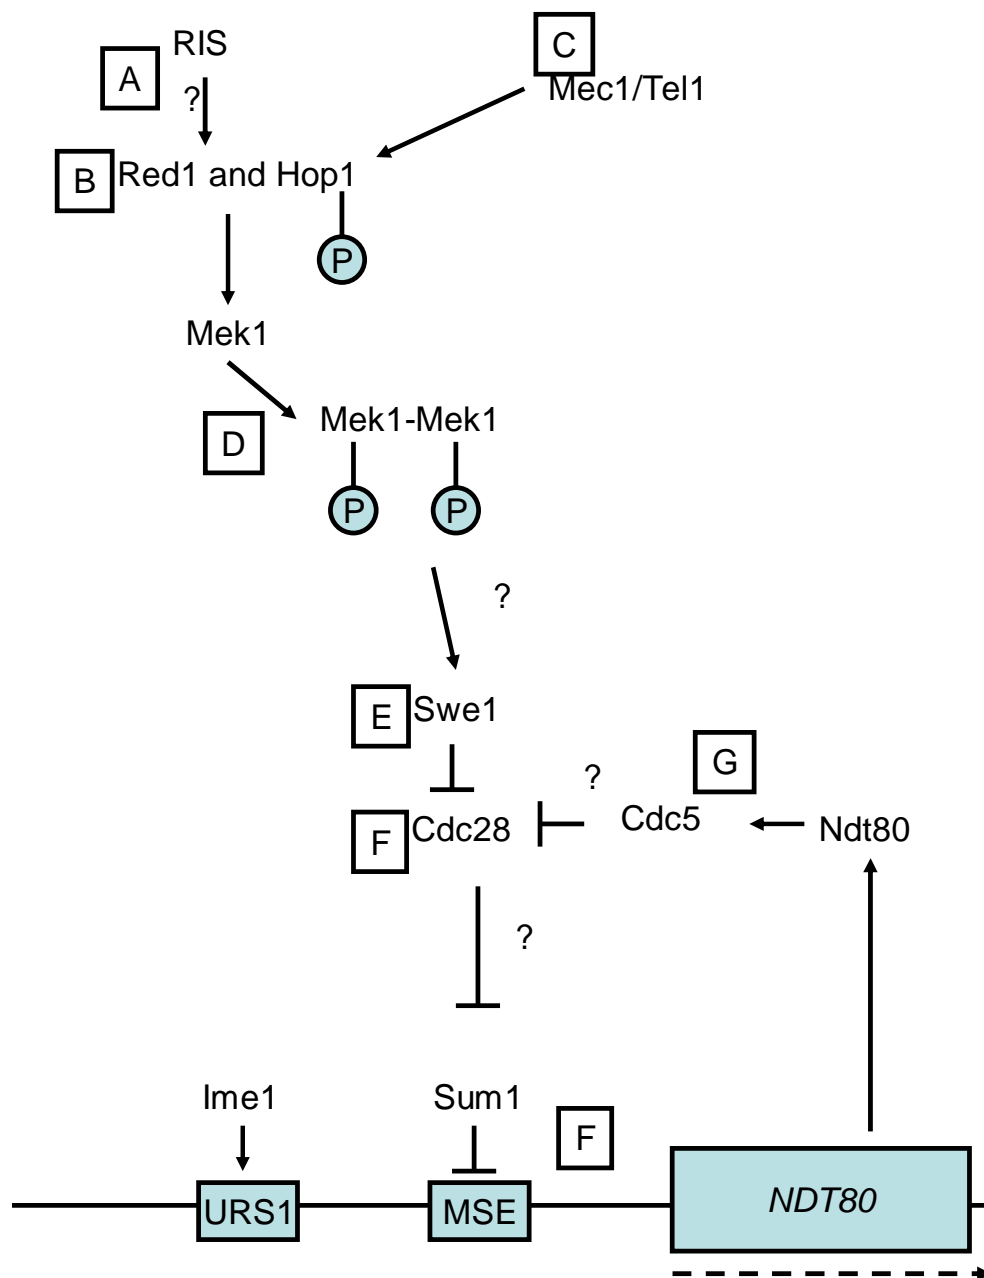 RIS
C
A
?
Mec1/Tel1
B
Red1 and Hop1
P
Mek1
D
Mek1-Mek1
P
P
?
E
Swe1
G
?
F
Cdc28
Cdc5
Ndt80
?
Ime1
Sum1
F
URS1
MSE
NDT80